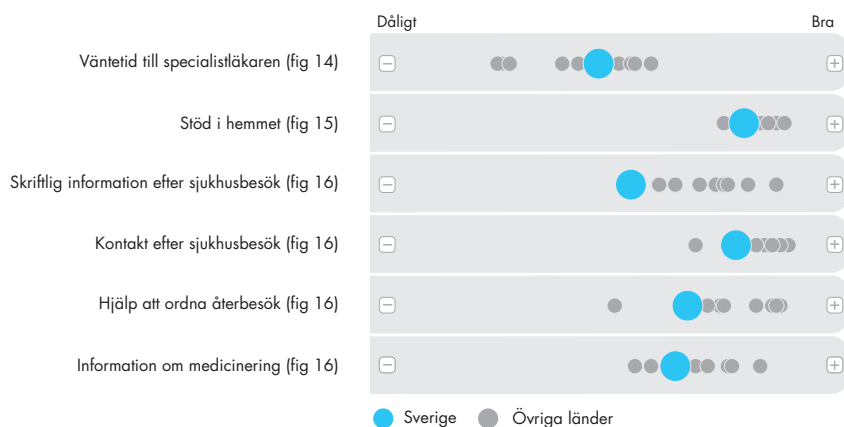 Dåligt Bra
Väntetid till specialistläkaren (fig 14)
Stöd i hemmet (fig 15)
Skriftlig information efter sjukhusbesök (fig 16)
Kontakt efter sjukhusbesök (fig 16)
Hjälp att ordna återbesök (fig 16)
Information om medicinering (fig 16)
Sverige Övriga länder